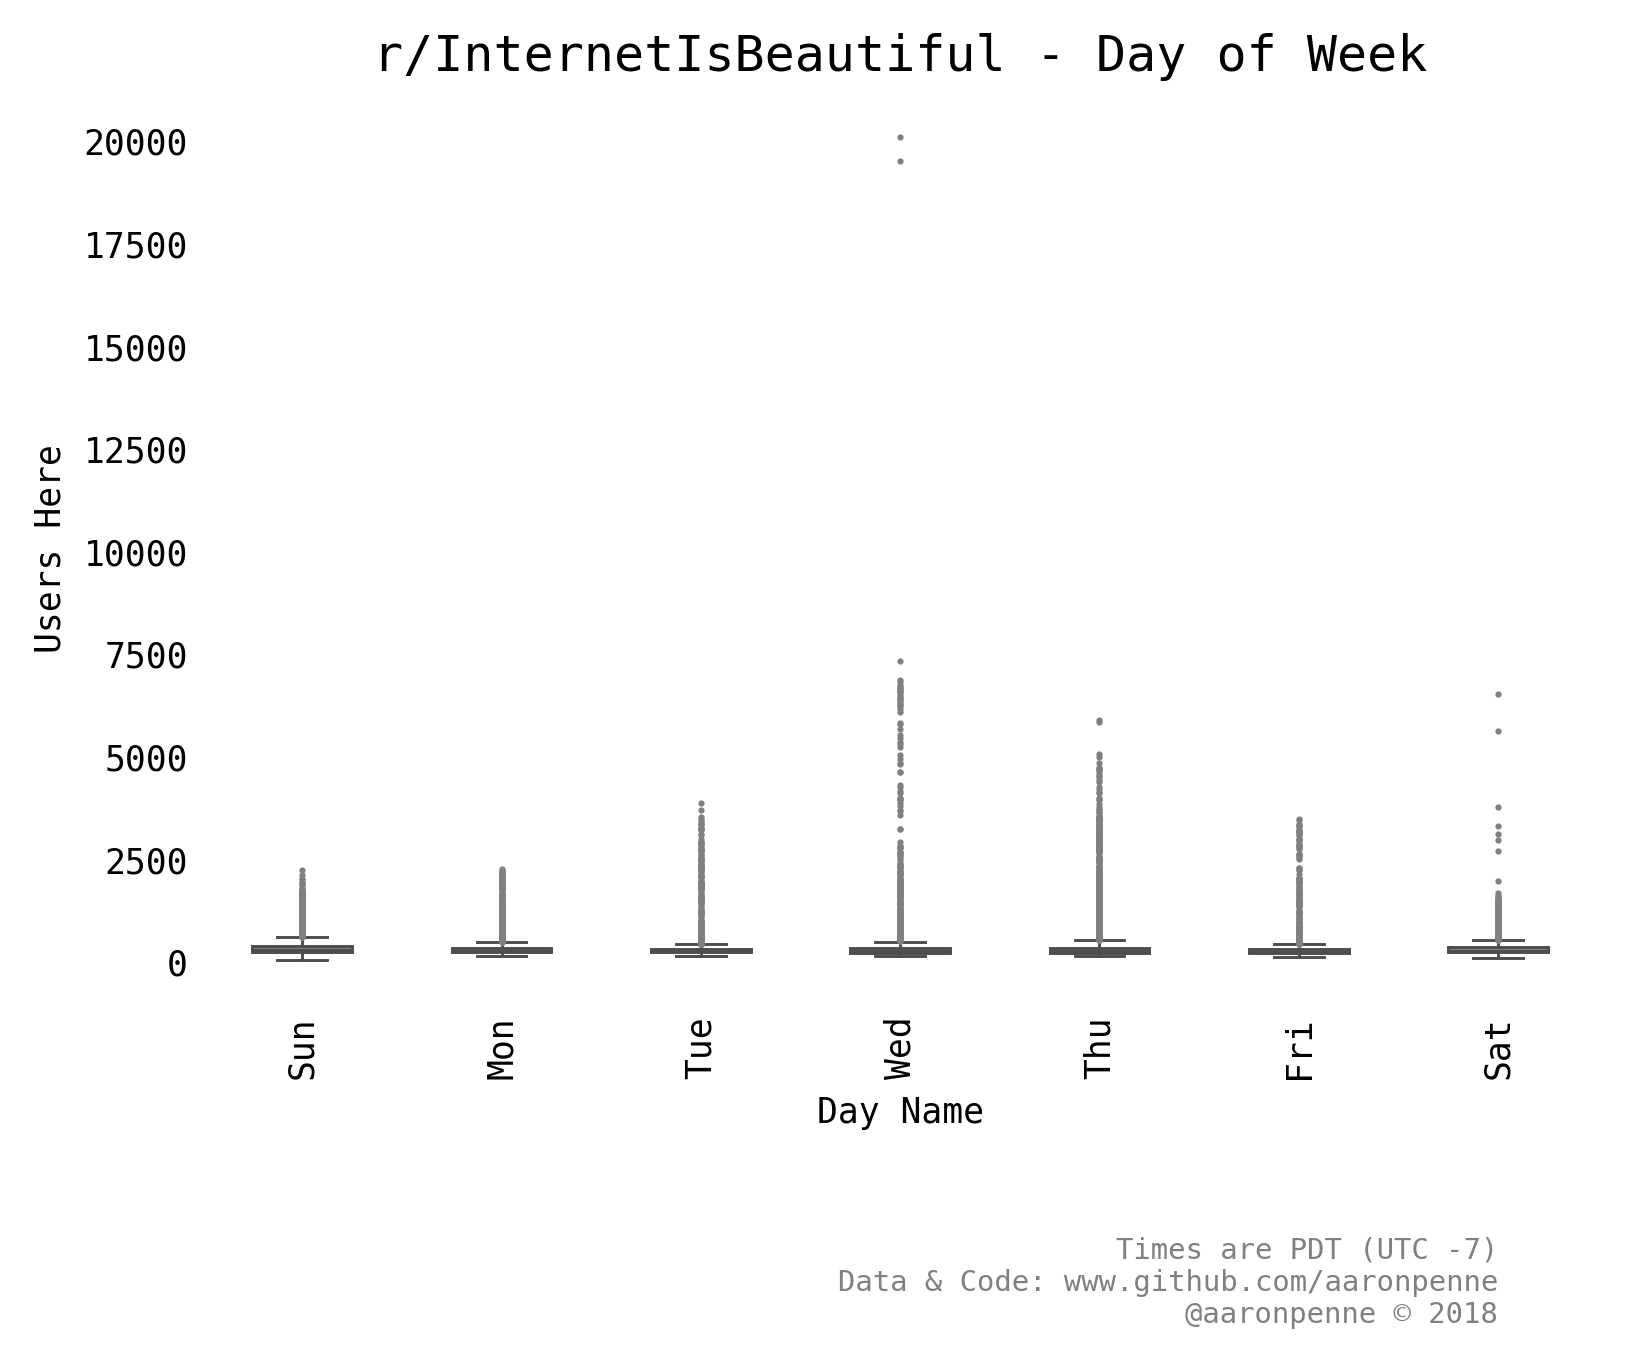 r/InternetIsBeautiful - Day of Week
20000
17500
15000
12500
10000
7500
5000
2500
0
Users Here
Sun
Mon
Tue
Wed
Thu
Fri
Sat
Day Name
Times are PDT (UTC -7)
Data & Code: www.github.com/aaronpenne
@aaronpenne © 2018